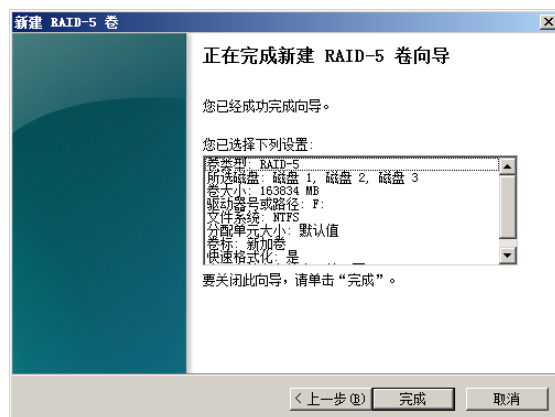 新建 RAID-5 卷
正在完成新建 RAID-5 卷向导
您已经成功完成向导。
您已选择下列设置:
卷类型: RAID-5
所选磁盘: 磁盘 1, 磁盘 2, 磁盘 3
卷大小: 163834 MB
驱动器号或路径: F:
文件系统: NTFS
分配单元大小: 默认值
卷标: 新加卷
快速格式化: 是
要关闭此向导，请单击“完成”。
< 上一步(B)
完成
取消